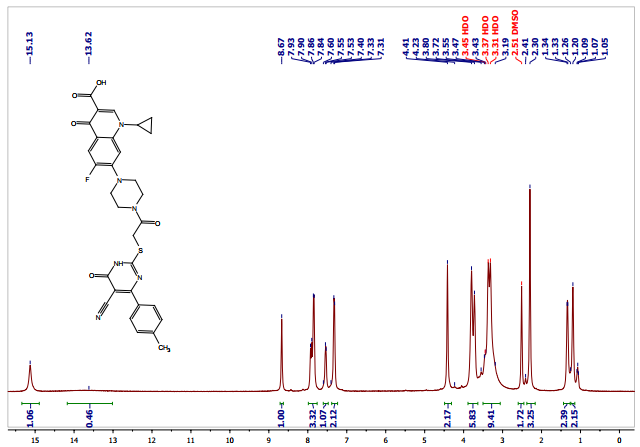 15.13
13.62
8.67
7.93
7.90
7.86
7.84
7.60
7.55
7.53
7.40
7.33
7.31
4.41
4.23
3.80
3.72
3.55
3.47
3.45 HDO
3.43
3.37 HDO
3.31 HDO
3.19
2.51 DMSO
2.41
2.30
1.34
1.33
1.26
1.20
1.09
1.07
1.05
O
OH
O
N
F
N
N
O
S
NH
O
N
N
CH3
1.06
0.46
1.00
3.32
1.07
2.12
2.17
5.83
9.41
1.72
3.25
2.39
2.15
15 14 13 12 11 10 9 8 7 6 5 4 3 2 1 0